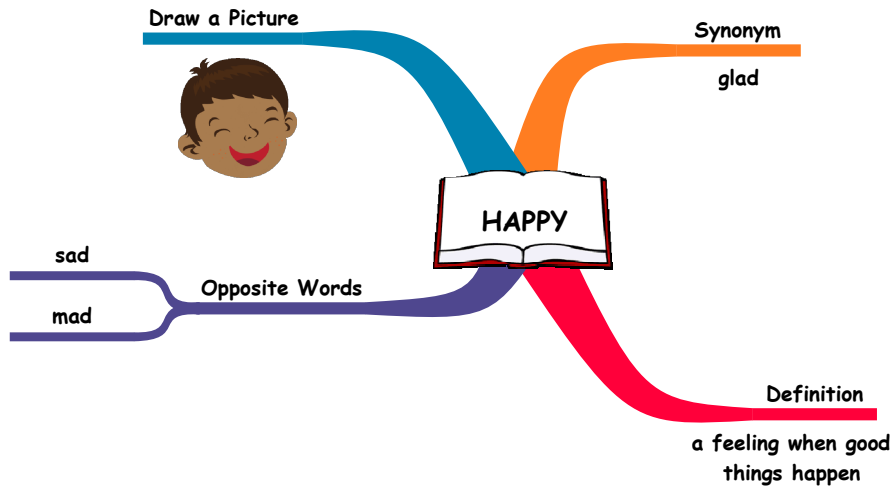 Draw a Picture
Synonym
glad
HAPPY
sad
Opposite Words
mad
Definition
a feeling when good
things happen